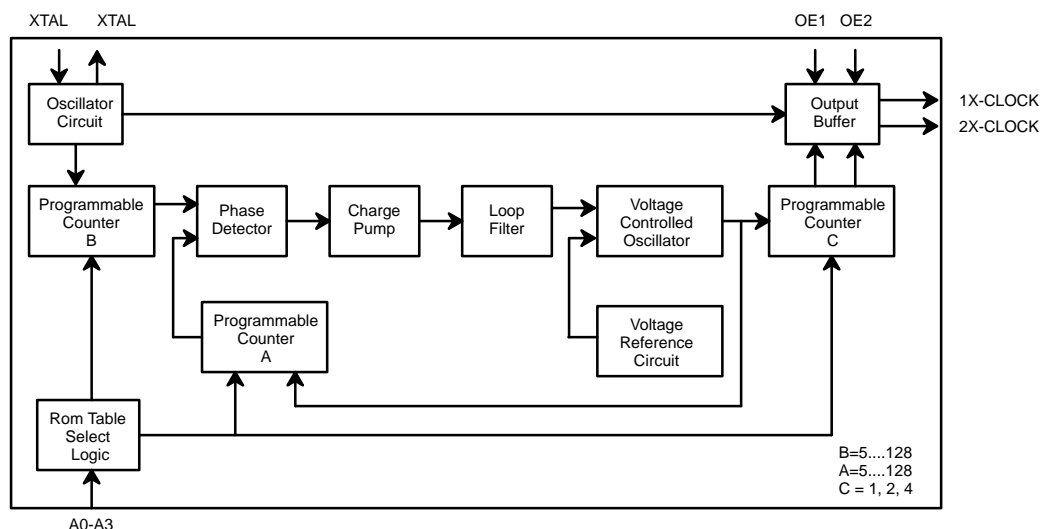 XTAL XTAL OE1 OE2
Oscillator
Circuit
Output
Buffer
1X-CLOCK
2X-CLOCK
Programmable
Counter
B
Phase
Detector
Charge
Pump
Loop
Filter
Voltage
Controlled
Oscillator
Programmable
Counter
C
Programmable
Counter
A
Voltage
Reference
Circuit
Rom Table
Select
Logic
B=5....128
A=5....128
C = 1, 2, 4
A0-A3